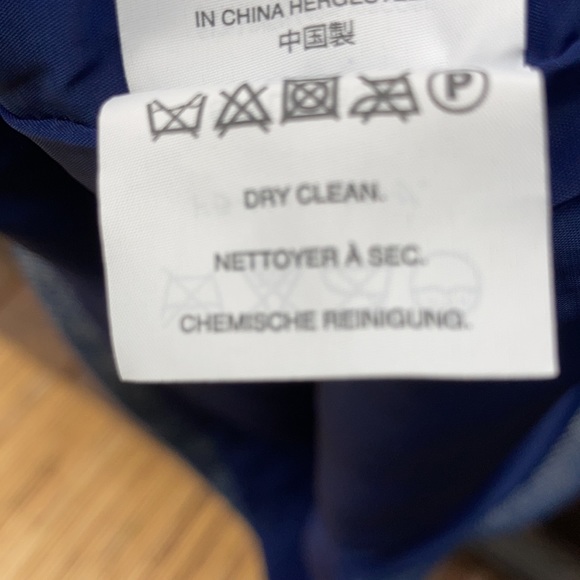 IN CHINA HERGESTELLT
中国製
P
DRY CLEAN.
NETTOYER À SEC.
CHEMISCHE REINIGUNG.